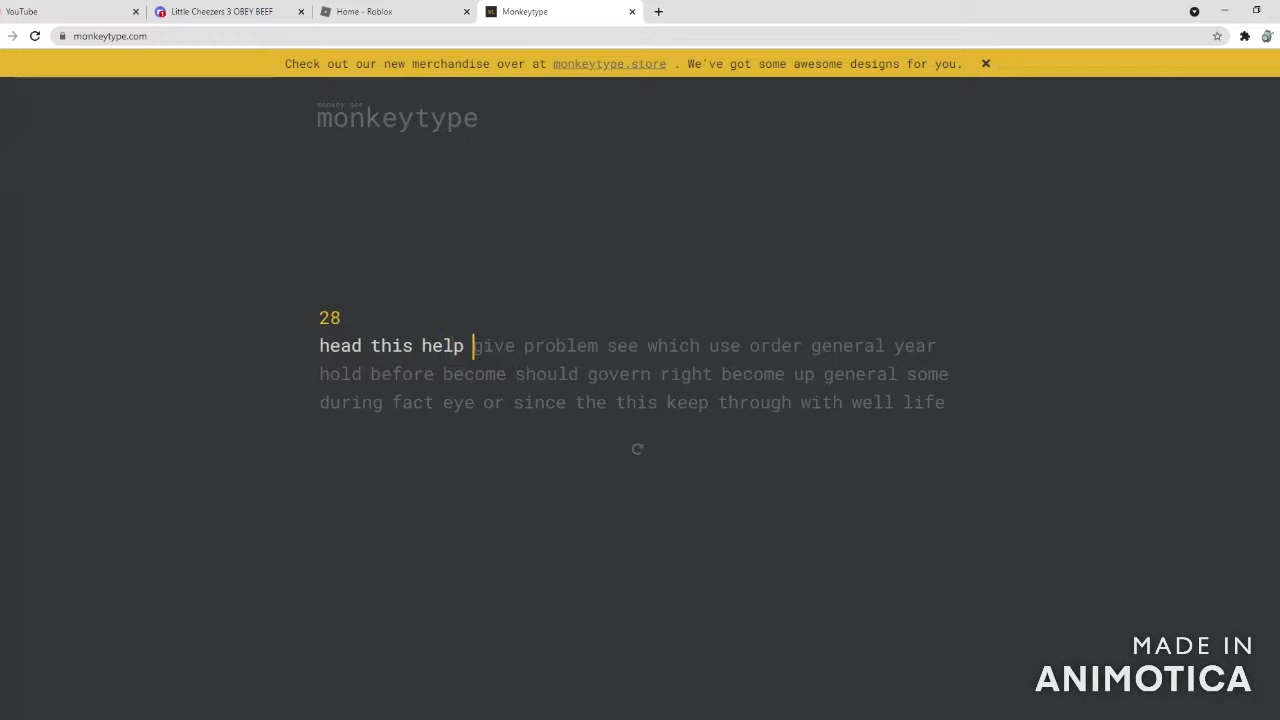 YouTube
Little Cheezers 3 OBEY BEEF
Home - Roblox
Monkeytype
monkeytype.com
Check out our new merchandise over at monkeytype.store . We've got some awesome designs for you.
monkey see
monkeytype
28
head this help give problem see which use order general year
hold before become should govern right become up general some
during fact eye or since the this keep through with well life
MADE IN
ANIMOTICA